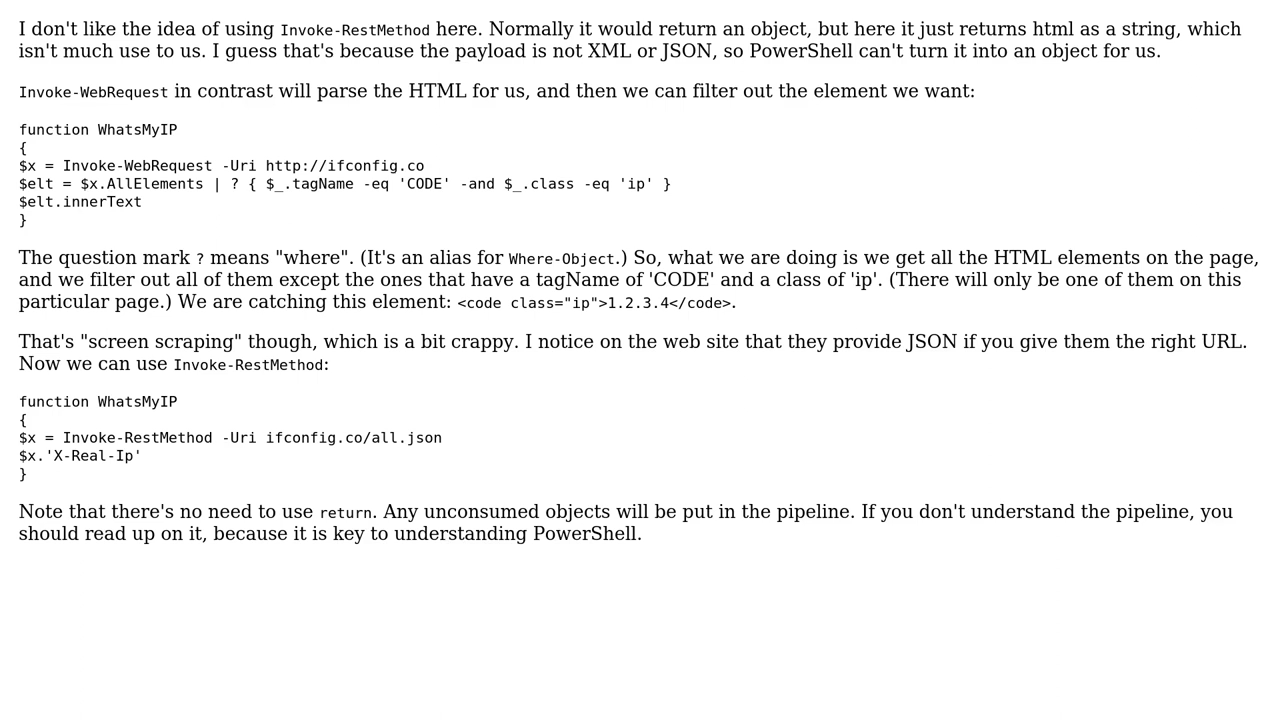 I don't like the idea of using Invoke-RestMethod here. Normally it would return an object, but here it just returns html as a string, which
isn't much use to us. I guess that's because the payload is not XML or JSON, so PowerShell can't turn it into an object for us.
Invoke-WebRequest in contrast will parse the HTML for us, and then we can filter out the element we want:
function WhatsMyIP
{
$x = Invoke-WebRequest -Uri http://ifconfig.co
$elt = $x.AllElements | ? { $_.tagName -eq 'CODE' -and $_.class -eq 'ip' }
$elt.innerText
}
The question mark ? means "where". (It's an alias for Where-Object.) So, what we are doing is we get all the HTML elements on the page,
and we filter out all of them except the ones that have a tagName of 'CODE' and a class of 'ip'. (There will only be one of them on this
particular page.) We are catching this element: <code class="ip">1.2.3.4</code>.
That's "screen scraping" though, which is a bit crappy. I notice on the web site that they provide JSON if you give them the right URL.
Now we can use Invoke-RestMethod:
function WhatsMyIP
{
$x = Invoke-RestMethod -Uri ifconfig.co/all.json
$x.'X-Real-Ip'
}
Note that there's no need to use return. Any unconsumed objects will be put in the pipeline. If you don't understand the pipeline, you
should read up on it, because it is key to understanding PowerShell.